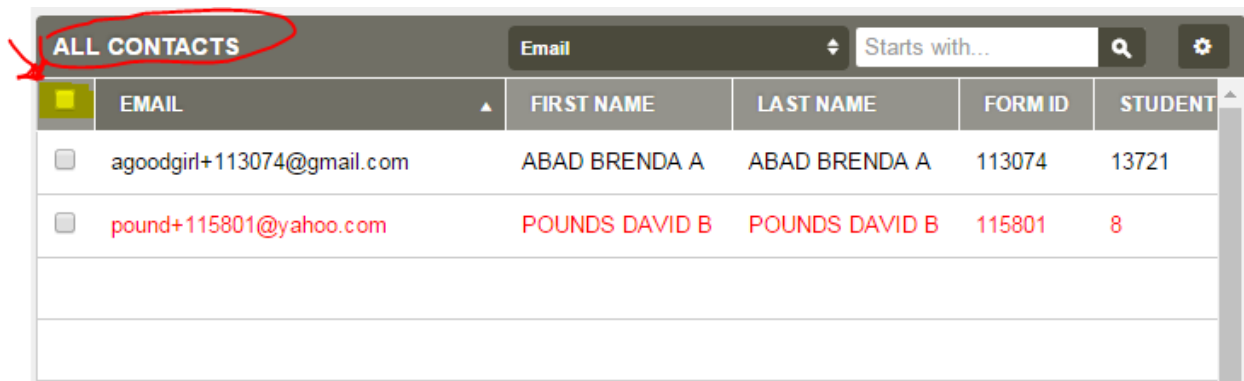 ALL CONTACTS Email Starts with...
EMAIL FIRST NAME LAST NAME FORM ID STUDENT
agoodgirl+113074@gmail.com ABAD BRENDA A ABAD BRENDA A 113074 13721
pound+115801@yahoo.com POUNDS DAVID B POUNDS DAVID B 115801 8